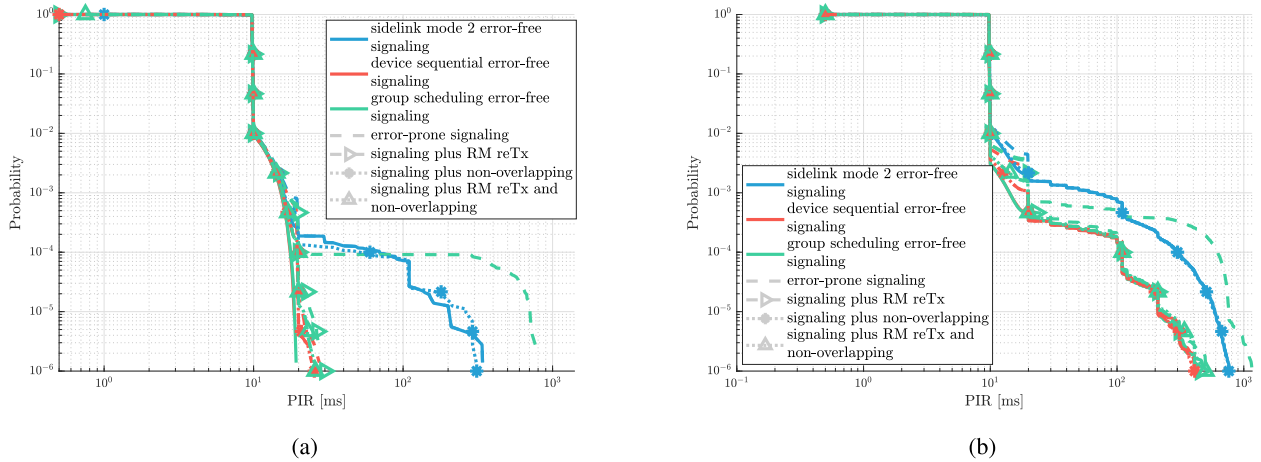 10^0
10^-1
10^-2
10^-3
10^-4
10^-5
10^-6
Probability
10^0
10^1
10^2
10^3
PIR [ms]
sidelink mode 2 error-free
signaling
device sequential error-free
signaling
group scheduling error-free
signaling
error-prone signaling
signaling plus RM reTx
signaling plus non-overlapping
signaling plus RM reTx and
non-overlapping
(a)
10^0
10^-1
10^-2
10^-3
10^-4
10^-5
10^-6
Probability
10^-1
10^0
10^1
10^2
10^3
PIR [ms]
sidelink mode 2 error-free
signaling
device sequential error-free
signaling
group scheduling error-free
signaling
error-prone signaling
signaling plus RM reTx
signaling plus non-overlapping
signaling plus RM reTx and
non-overlapping
(b)